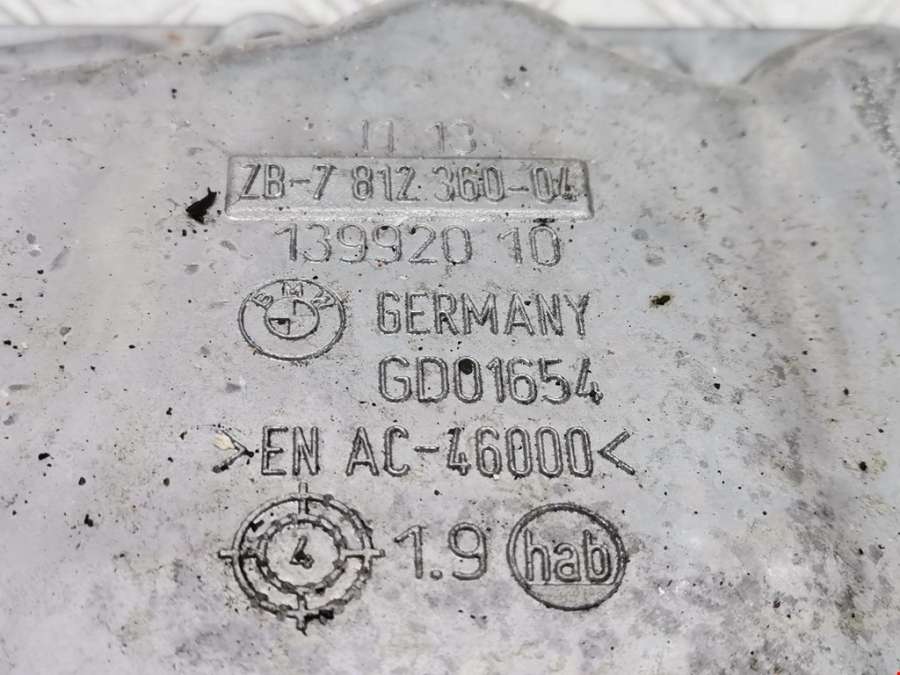 11 13
ZB-7 812 360-04
139920 10
BMW GERMANY
GD01654
>EN AC-46000<
4 1.9 hab